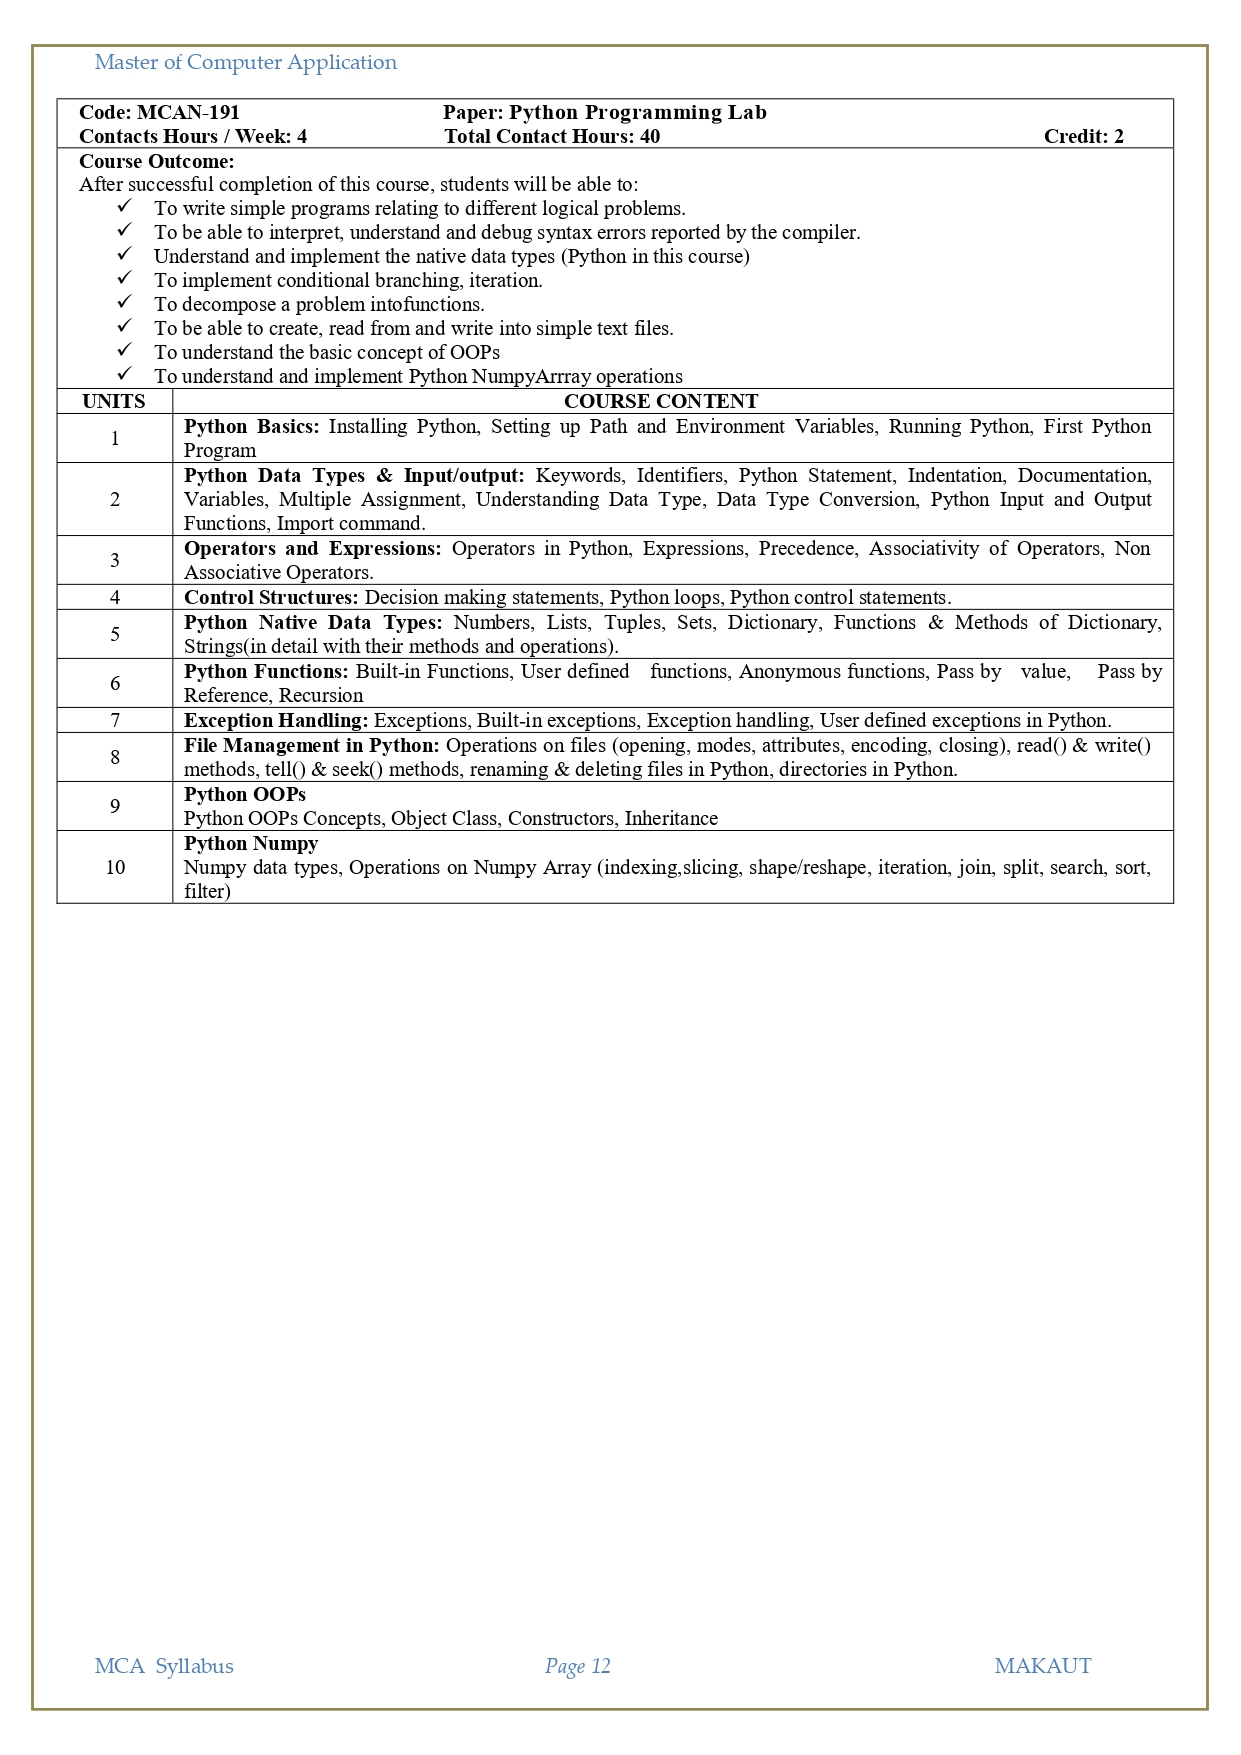 Master of Computer Application
Code: MCAN-191 Paper: Python Programming Lab
Contacts Hours / Week: 4 Total Contact Hours: 40 Credit: 2
Course Outcome:
After successful completion of this course, students will be able to:
✓ To write simple programs relating to different logical problems.
✓ To be able to interpret, understand and debug syntax errors reported by the compiler.
✓ Understand and implement the native data types (Python in this course)
✓ To implement conditional branching, iteration.
✓ To decompose a problem intofunctions.
✓ To be able to create, read from and write into simple text files.
✓ To understand the basic concept of OOPs
✓ To understand and implement Python NumpyArrray operations
UNITS COURSE CONTENT
1 Python Basics: Installing Python, Setting up Path and Environment Variables, Running Python, First Python
Program
2 Python Data Types & Input/output: Keywords, Identifiers, Python Statement, Indentation, Documentation,
Variables, Multiple Assignment, Understanding Data Type, Data Type Conversion, Python Input and Output
Functions, Import command.
3 Operators and Expressions: Operators in Python, Expressions, Precedence, Associativity of Operators, Non
Associative Operators.
4 Control Structures: Decision making statements, Python loops, Python control statements.
5 Python Native Data Types: Numbers, Lists, Tuples, Sets, Dictionary, Functions & Methods of Dictionary,
Strings(in detail with their methods and operations).
6 Python Functions: Built-in Functions, User defined functions, Anonymous functions, Pass by value, Pass by
Reference, Recursion
7 Exception Handling: Exceptions, Built-in exceptions, Exception handling, User defined exceptions in Python.
8 File Management in Python: Operations on files (opening, modes, attributes, encoding, closing), read() & write()
methods, tell() & seek() methods, renaming & deleting files in Python, directories in Python.
9 Python OOPs
Python OOPs Concepts, Object Class, Constructors, Inheritance
10 Python Numpy
Numpy data types, Operations on Numpy Array (indexing,slicing, shape/reshape, iteration, join, split, search, sort,
filter)
MCA Syllabus Page 12 MAKAUT